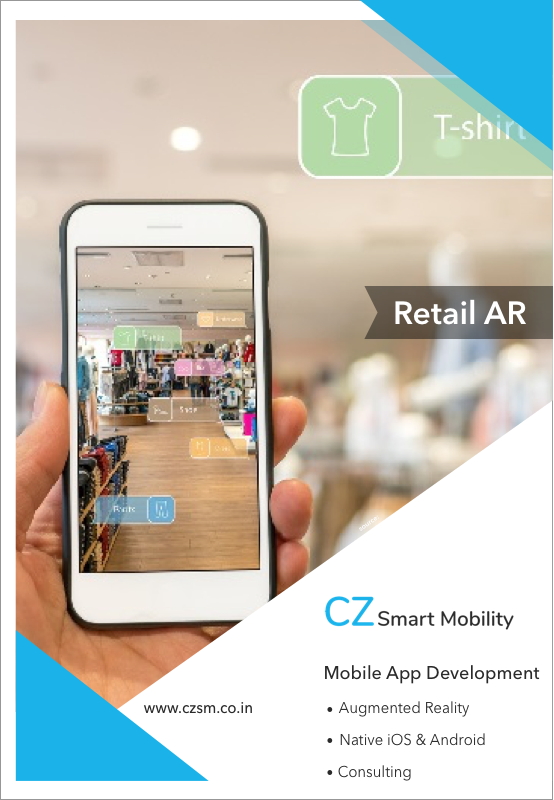 T-shirt
Retail AR
Pants
CZ Smart Mobility
Mobile App Development
www.czsm.co.in
• Augmented Reality
• Native iOS & Android
• Consulting